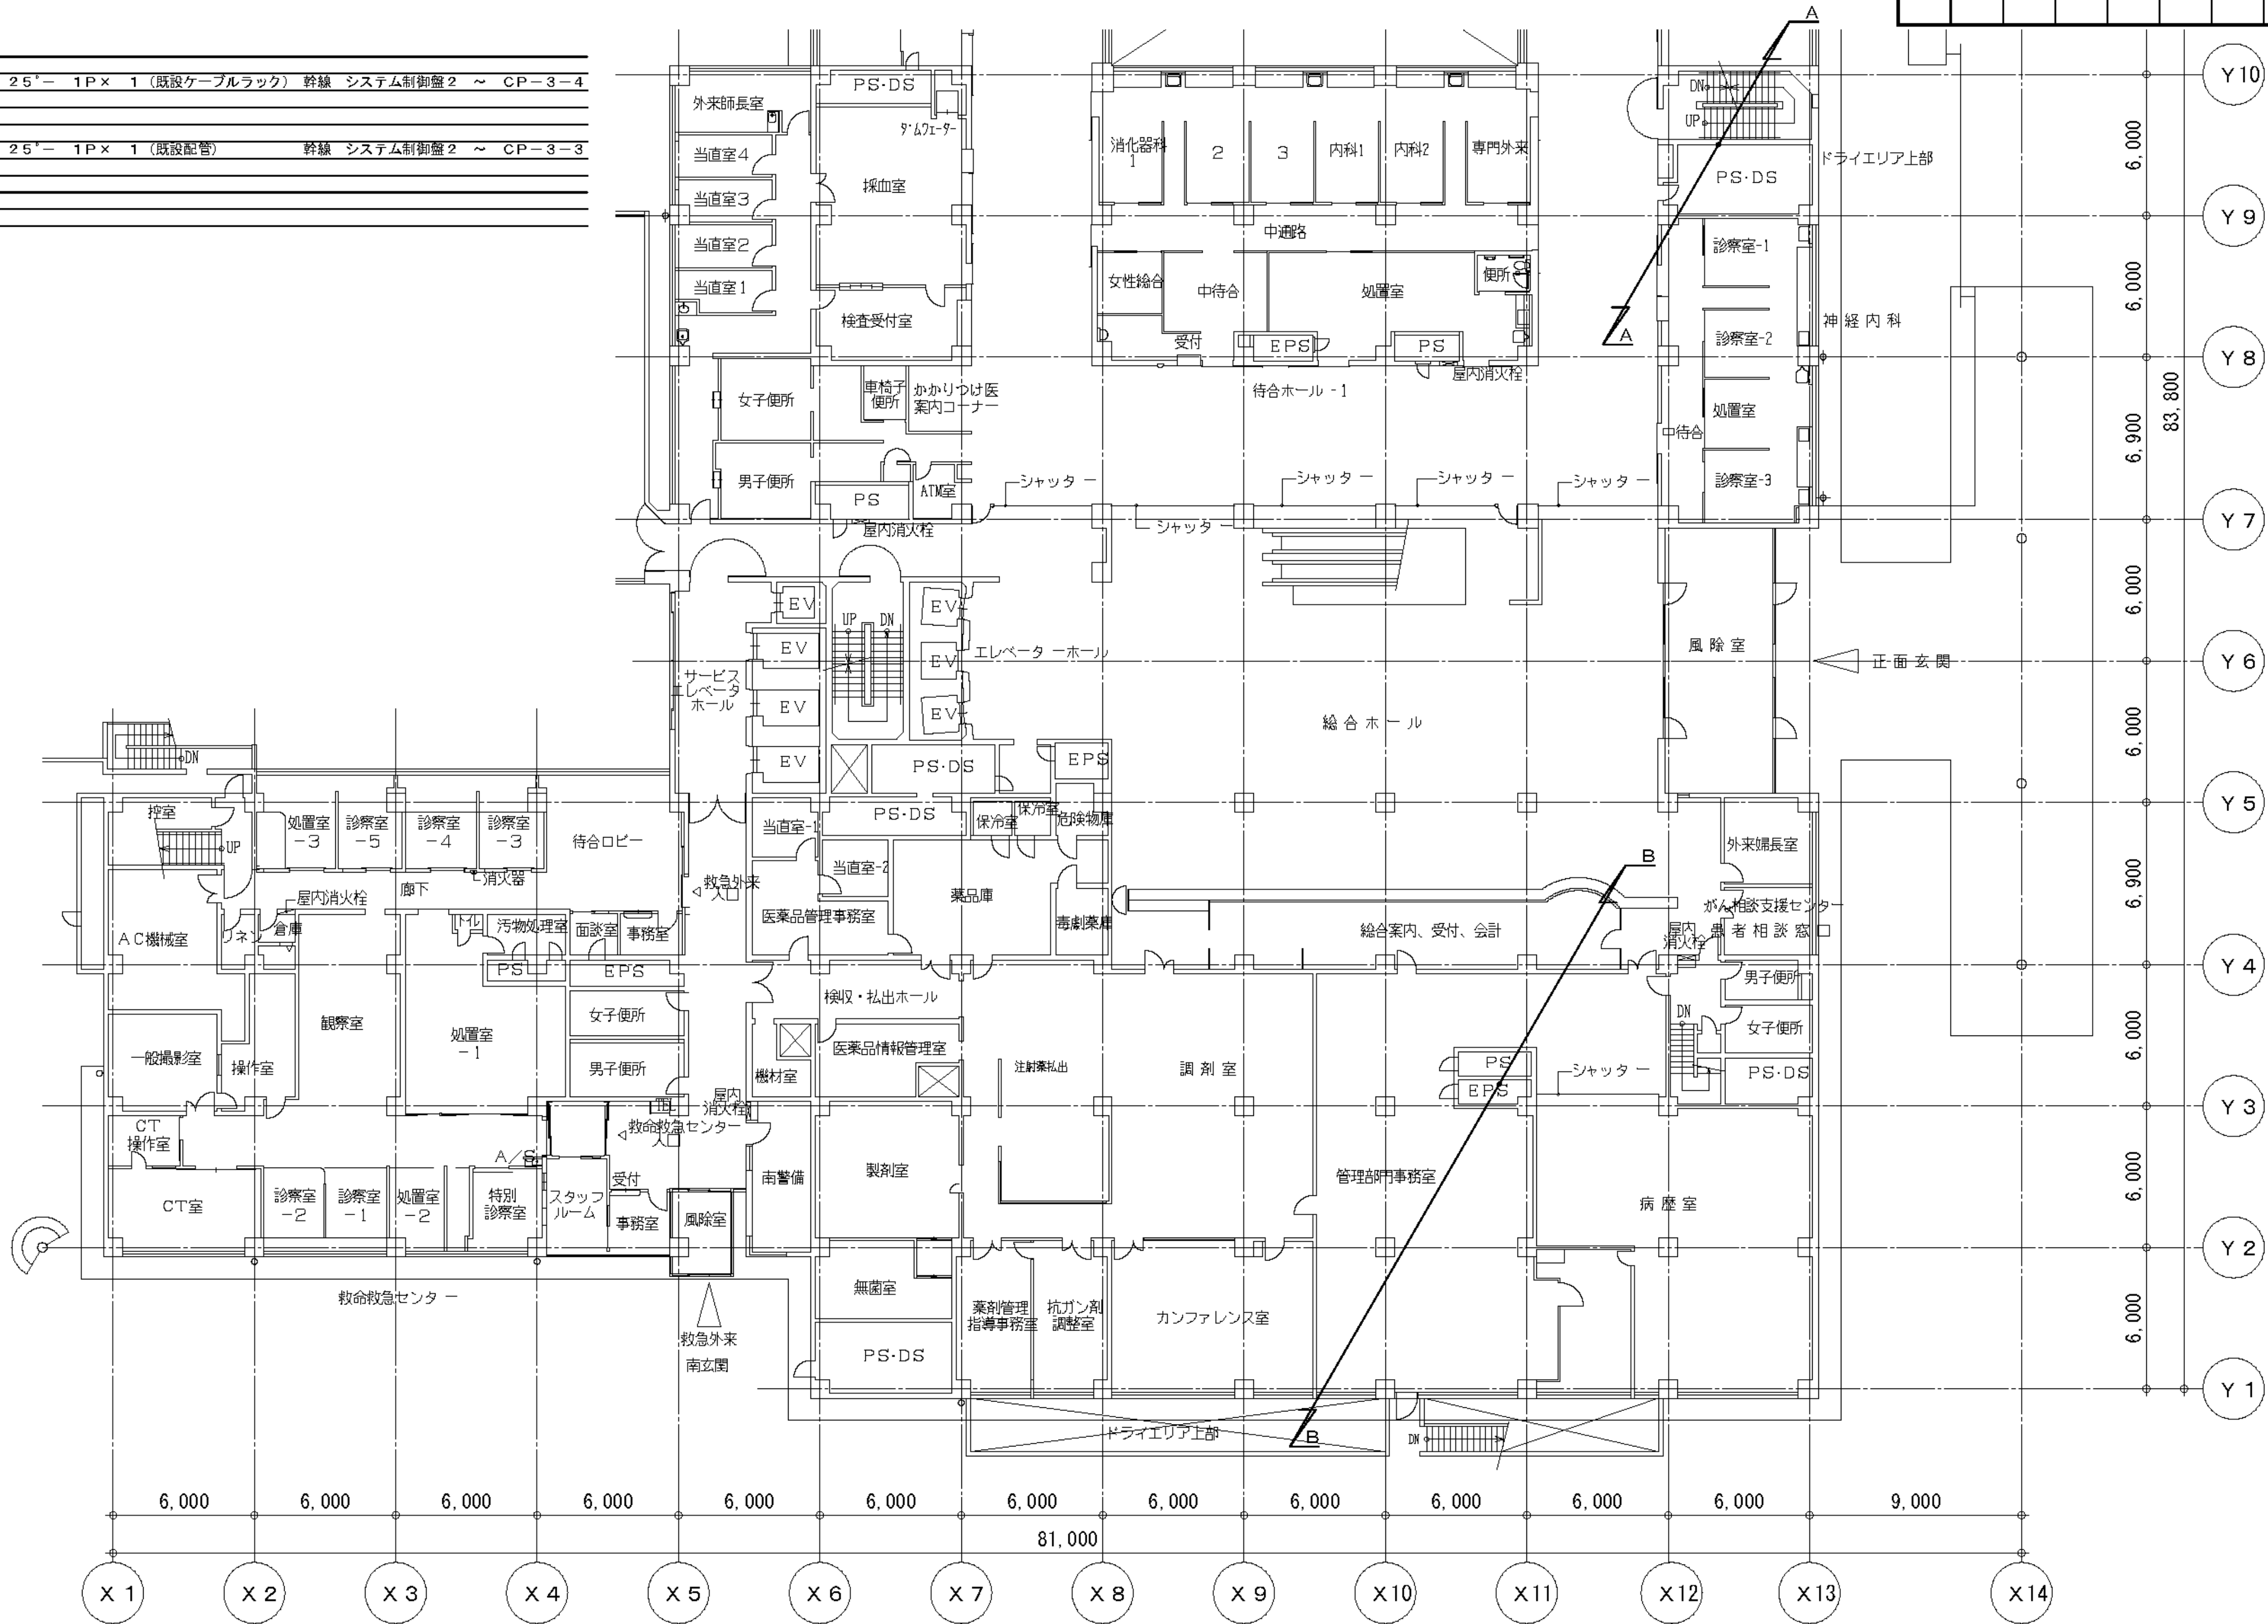 A
25°－ 1P× 1（既設ケーブルラック） 幹線 システム制御盤2 ～ CP－3－4
25°－ 1P× 1（既設配管） 幹線 システム制御盤2 ～ CP－3－3
Y10
外来師長室
PS·DS
ダムウェーター
DN
UP
当直室4
採血室
消化器科
1
2
3
内科1
内科2
専門外来
6,000
ドライエリア上部
PS·DS
当直室3
Y 9
中通路
当直室2
診察室-1
女性総合
中待合
処置室
便所
6,000
当直室1
検査受付室
神経内科
受付
EPS
PS
A
診察室-2
Y 8
屋内消火栓
待合ホール -1
女子便所
車椅子
便所
かかりつけ医
案内コーナー
83,800
処置室
6,900
中待合
男子便所
ATM室
PS
シャッター
シャッター
シャッター
シャッター
診察室-3
シャッター
屋内消火栓
Y 7
EV
EV
UP
DN
6,000
EV
EV
エレベーターホール
風除室
正面玄関
Y 6
サービス
エレベータ
ホール
EV
EV
総合ホール
6,000
DN
EV
PS·DS
EPS
控室
処置室
-3
診察室
-5
診察室
-4
診察室
-3
待合ロビー
当直室-1
PS·DS
保冷室
保冷室
危険物庫
Y 5
UP
外来婦長室
B
当直室-2
消火器
廊下
屋内消火栓
救急外来
入口
薬品庫
6,900
医薬品管理事務室
がん相談支援センター
AC機械室
リネン
倉庫
トイレ
汚物処理室
面談室
事務室
毒劇薬庫
総合案内、受付、会計
屋内
消火栓
患者相談窓口
PS
EPS
Y 4
男子便所
検収・払出ホール
観察室
女子便所
DN
女子便所
処置室
-1
医薬品情報管理室
6,000
一般撮影室
操作室
男子便所
機材室
注射薬払出
調剤室
PS
シャッター
PS·DS
EPS
屋内
消火栓
TEL
Y 3
CT
操作室
救命救急センター
入口
A／S
製剤室
管理部門事務室
6,000
受付
南警備
診察室
-2
診察室
-1
処置室
-2
特別
診察室
スタッフ
ルーム
CT室
病歴室
事務室
風除室
Y 2
無菌室
救命救急センター
薬剤管理
指導事務室
抗ガン剤
調整室
カンファレンス室
6,000
救急外来
南玄関
PS·DS
Y 1
ドライエリア上部
B
DN
6,000
6,000
6,000
6,000
6,000
6,000
6,000
6,000
6,000
6,000
6,000
6,000
9,000
81,000
X 1
X 2
X 3
X 4
X 5
X 6
X 7
X 8
X 9
X10
X11
X12
X13
X14